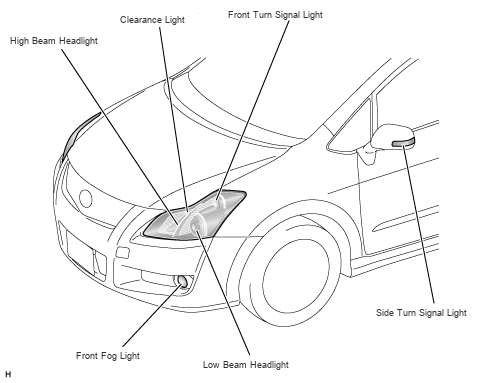 Front Turn Signal Light
Clearance Light
High Beam Headlight
Side Turn Signal Light
Front Fog Light
Low Beam Headlight
H